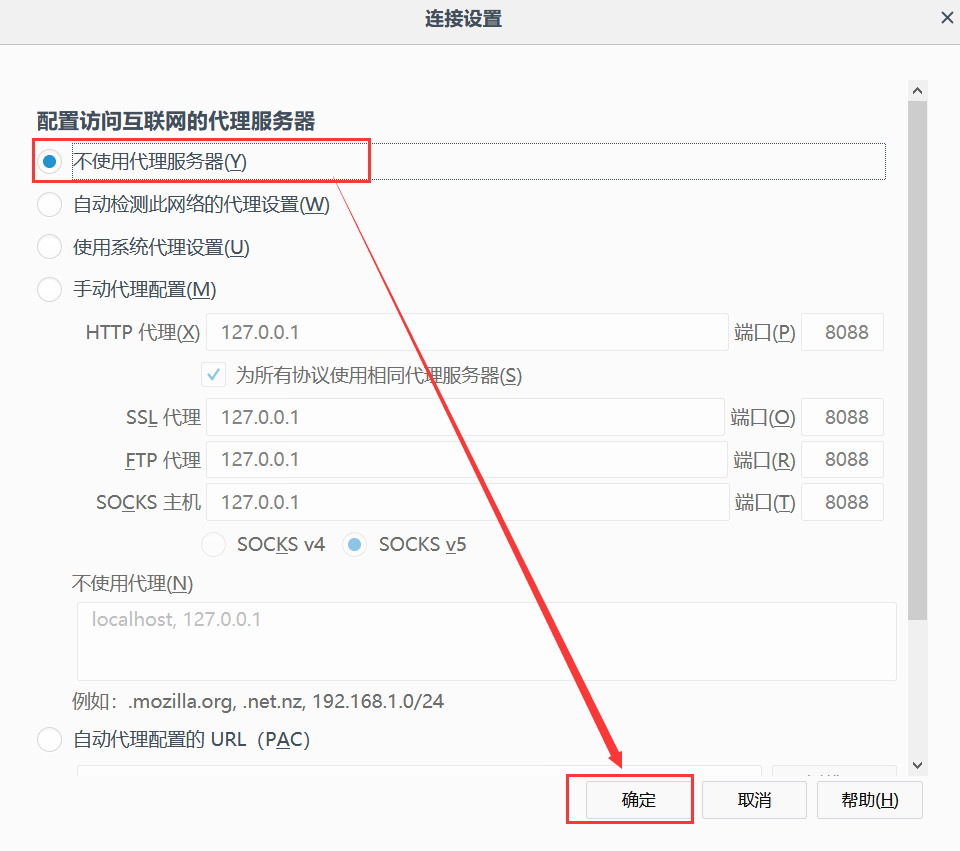 连接设置
配置访问互联网的代理服务器
不使用代理服务器(Y)
自动检测此网络的代理设置(W)
使用系统代理设置(U)
手动代理配置(M)
HTTP 代理(X) 127.0.0.1 端口(P) 8088
为所有协议使用相同代理服务器(S)
SSL 代理 127.0.0.1 端口(O) 8088
FTP 代理 127.0.0.1 端口(R) 8088
SOCKS 主机 127.0.0.1 端口(T) 8088
SOCKS v4 SOCKS v5
不使用代理(N)
localhost, 127.0.0.1
例如：.mozilla.org, .net.nz, 192.168.1.0/24
自动代理配置的 URL（PAC）
确定 取消 帮助(H)